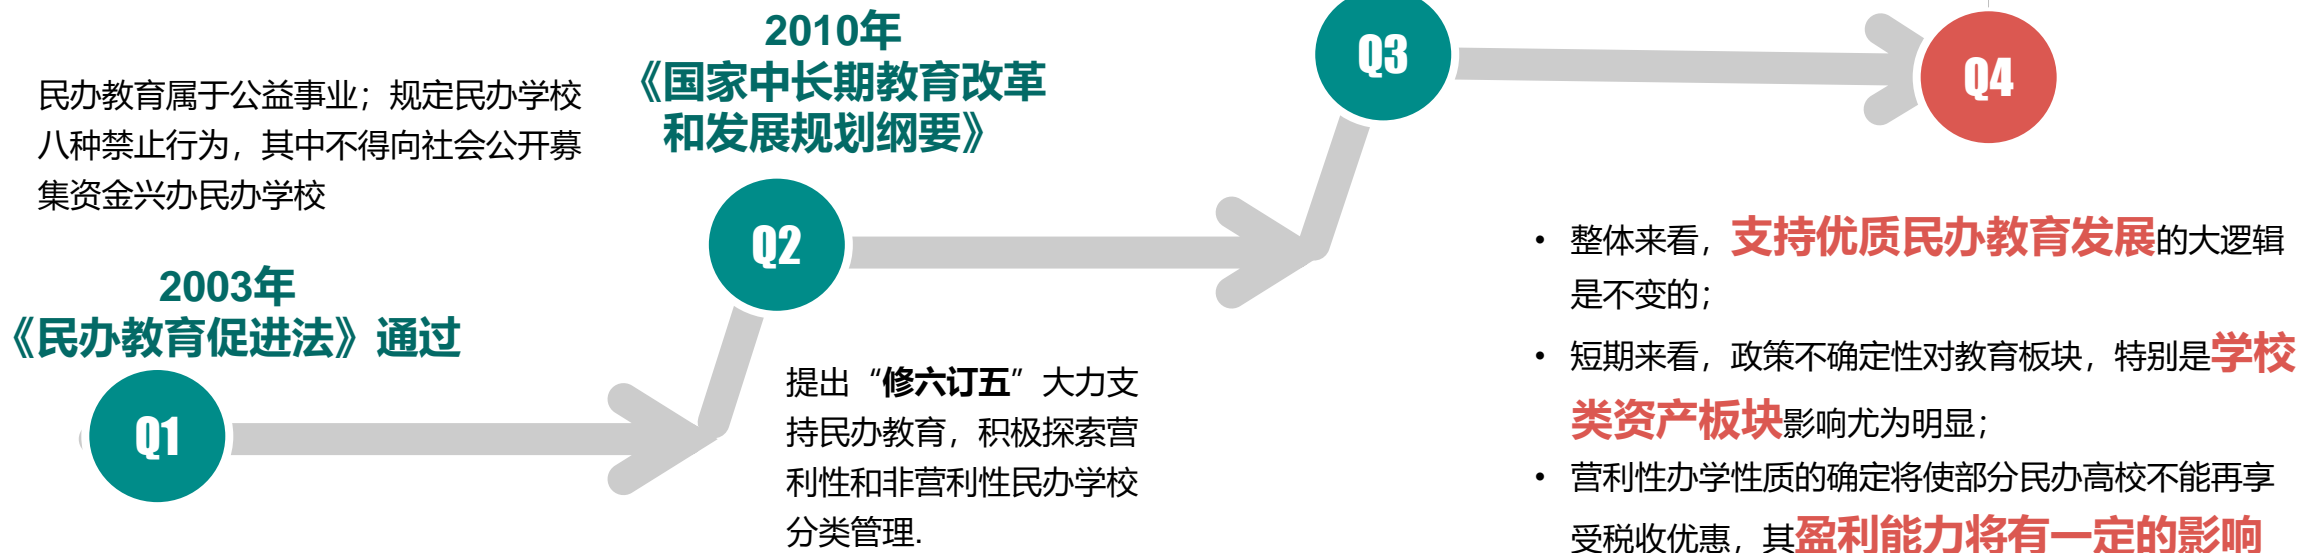 民办教育属于公益事业；规定民办学校
八种禁止行为，其中不得向社会公开募
集资金兴办民办学校
2003年
《民办教育促进法》通过
Q1
2010年
《国家中长期教育改革
和发展规划纲要》
Q2
提出“修六订五”大力支
持民办教育，积极探索营
利性和非营利性民办学校
分类管理.
Q3
Q4
• 整体来看，支持优质民办教育发展的大逻辑
是不变的；
• 短期来看，政策不确定性对教育板块，特别是学校
类资产板块影响尤为明显；
• 营利性办学性质的确定将使部分民办高校不能再享
受税收优惠，其盈利能力将有一定的影响